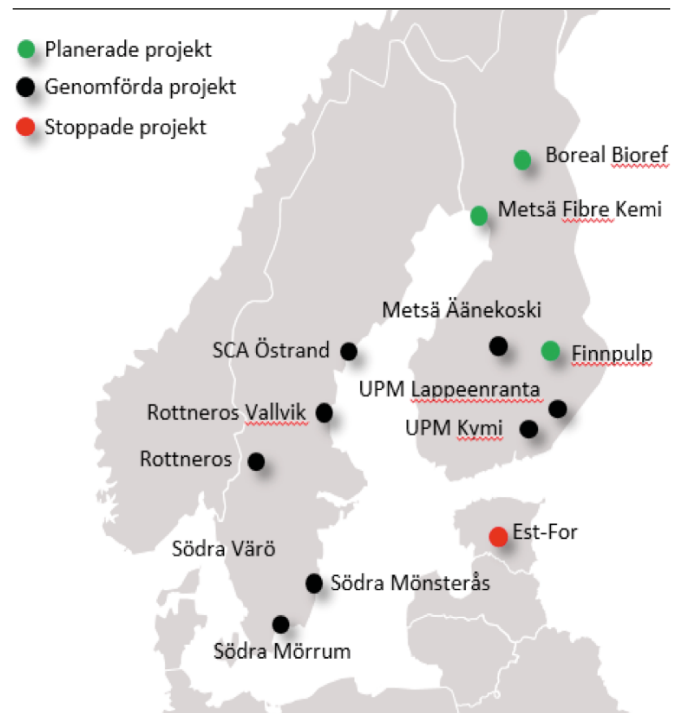 Planerade projekt
Genomförda projekt
Stoppade projekt
Boreal Bioref
Metsä Fibre Kemi
Metsä Äänekoski
SCA Östrand
Finnpulp
UPM Lappeenranta
Rottneros Vallvik
UPM Kymi
Rottneros
Est-For
Södra Värö
Södra Mönsterås
Södra Mörrum